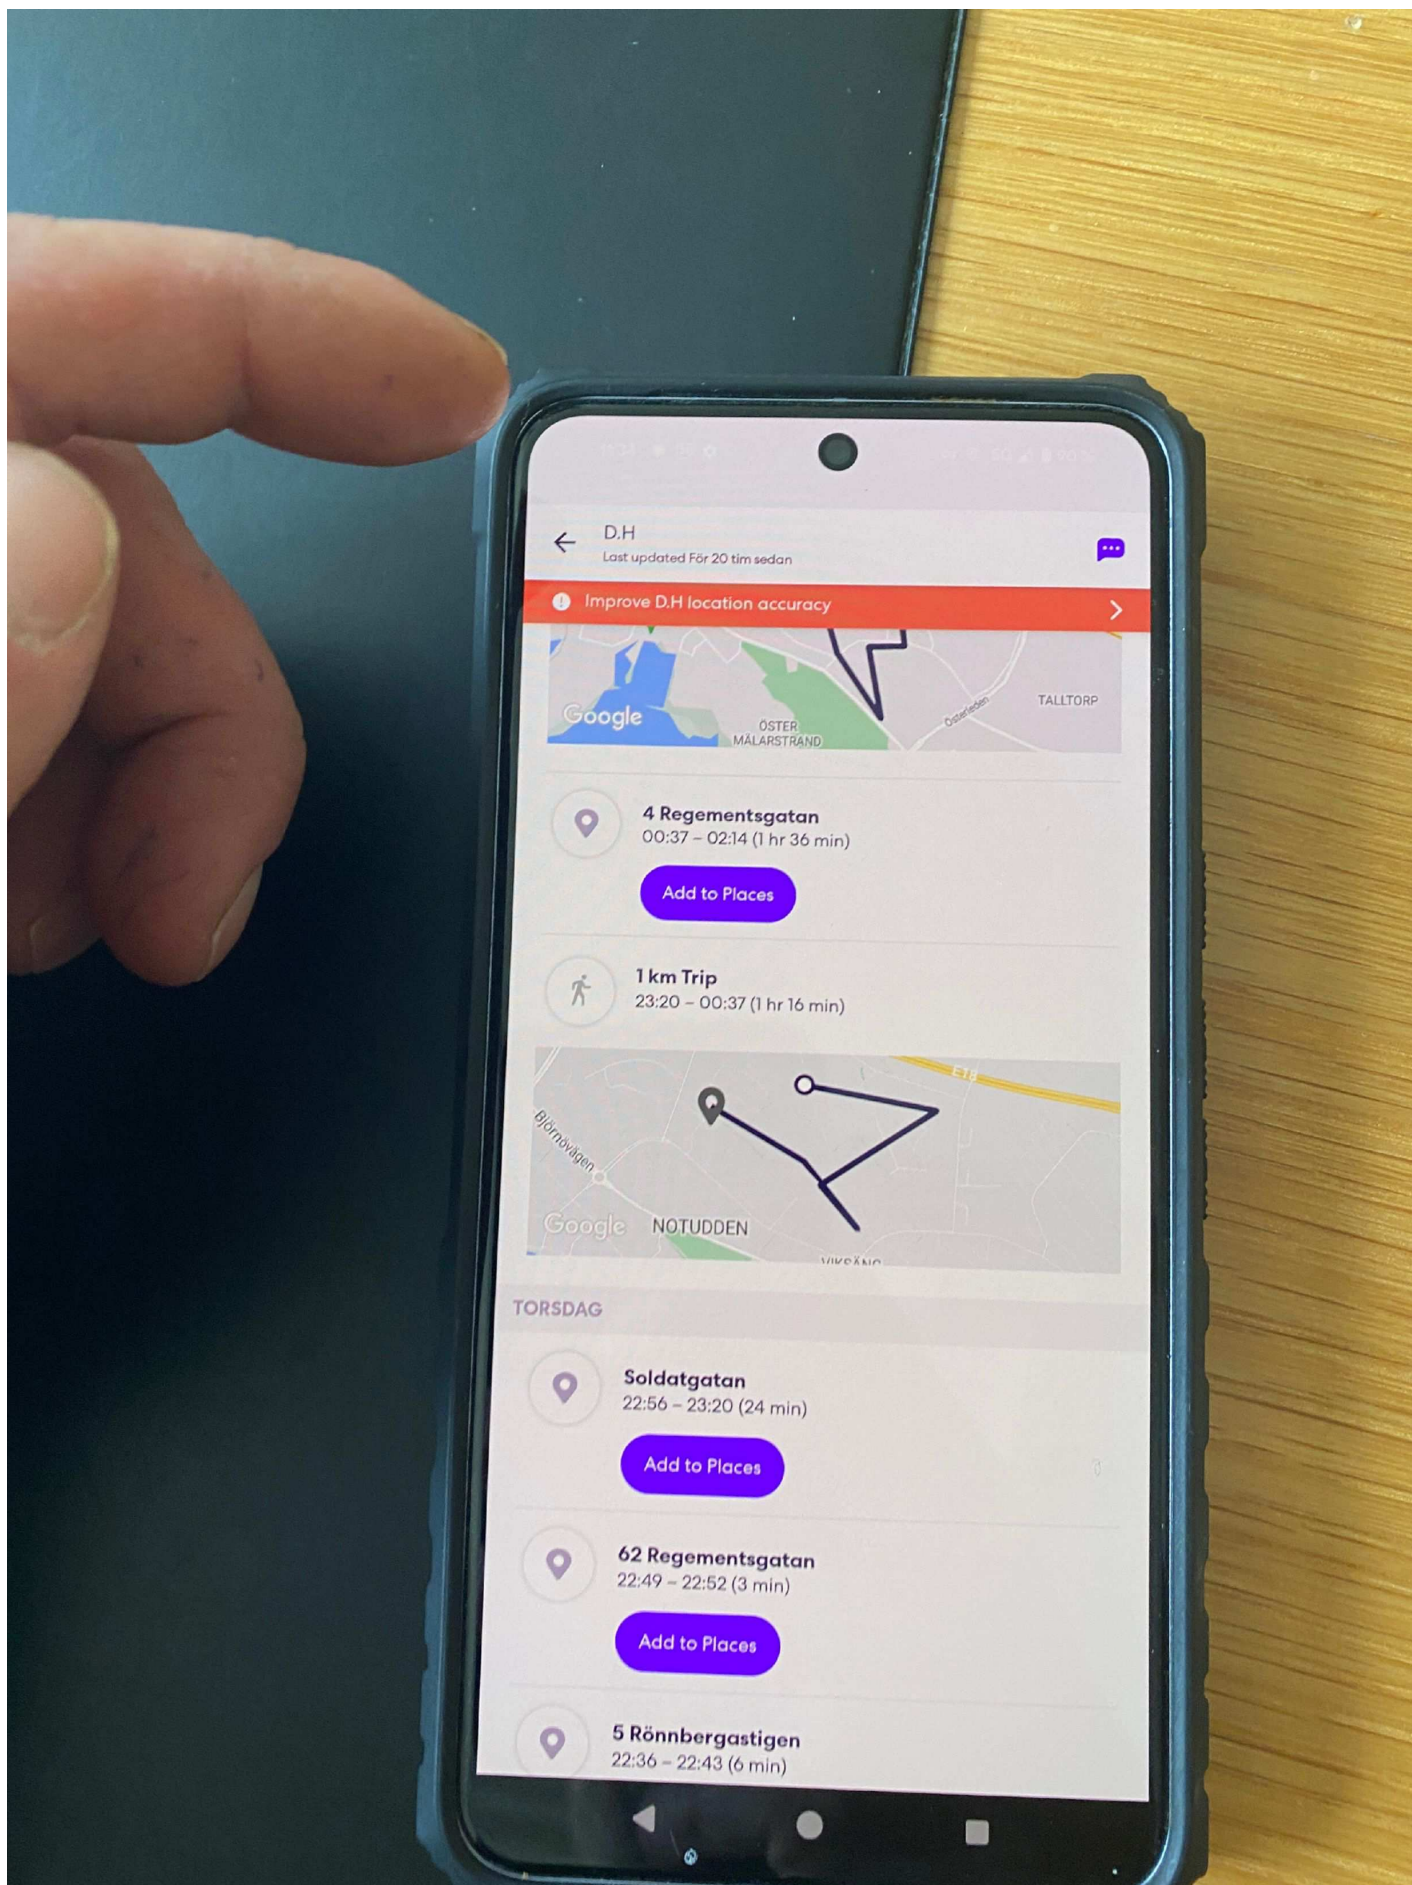 D.H
Last updated För 20 tim sedan
Improve D.H location accuracy
TALLTORP
Österleden
Google
ÖSTER
MÄLARSTRAND
4 Regementsgatan
00:37 – 02:14 (1 hr 36 min)
Add to Places
1 km Trip
23:20 – 00:37 (1 hr 16 min)
E18
Björnövägen
Google
NOTUDDEN
TORSDAG
Soldatgatan
22:56 – 23:20 (24 min)
Add to Places
62 Regementsgatan
22:49 – 22:52 (3 min)
Add to Places
5 Rönnbergastigen
22:36 – 22:43 (6 min)